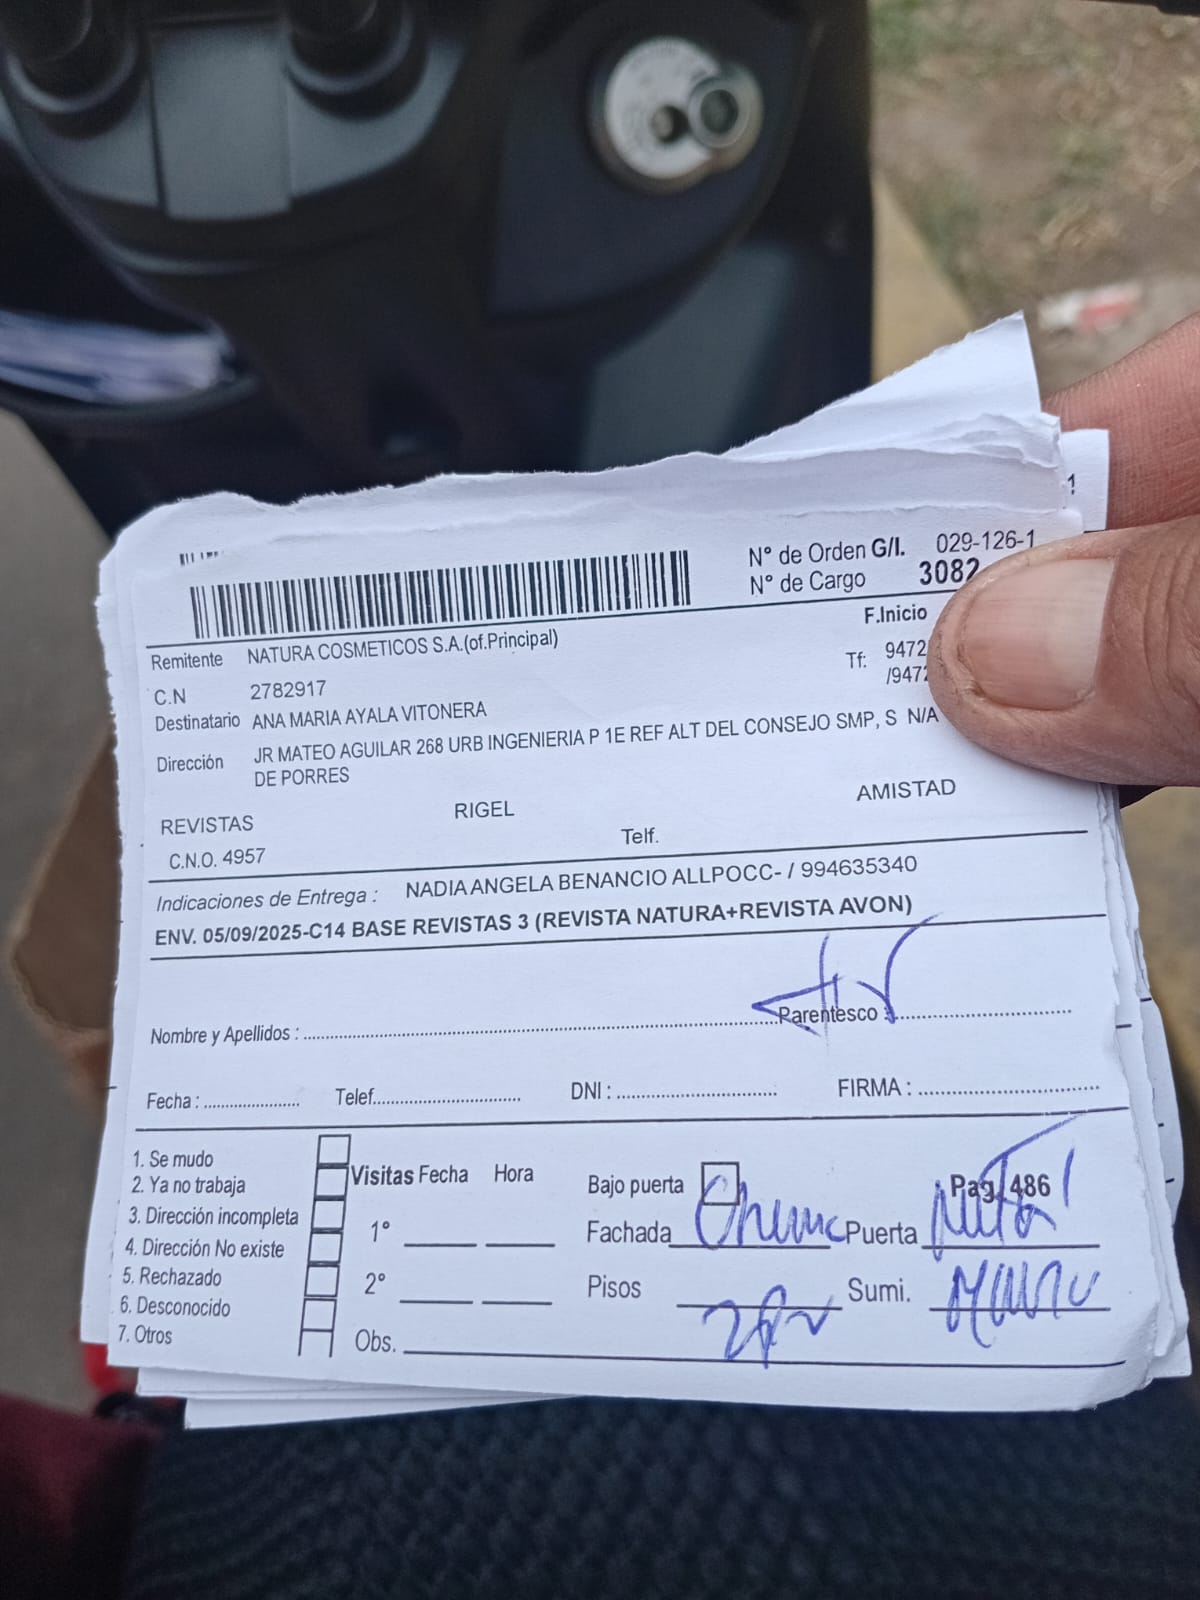 N° de Orden G/I. 029-126-1
N° de Cargo 3082
F.Inicio
Remitente NATURA COSMETICOS S.A.(of.Principal)
Tf: 9472
/947
C.N 2782917
Destinatario ANA MARIA AYALA VITONERA
Dirección JR MATEO AGUILAR 268 URB INGENIERIA P 1E REF ALT DEL CONSEJO SMP, S N/A
DE PORRES
REVISTAS RIGEL AMISTAD
C.N.O. 4957 Telf.
Indicaciones de Entrega : NADIA ANGELA BENANCIO ALLPOCC- / 994635340
ENV. 05/09/2025-C14 BASE REVISTAS 3 (REVISTA NATURA+REVISTA AVON)
Nombre y Apellidos : Parentesco :
Fecha : Telef. DNI : FIRMA :
1. Se mudo
2. Ya no trabaja
3. Dirección incompleta
4. Dirección No existe
5. Rechazado
6. Desconocido
7. Otros
Visitas Fecha Hora
1°
2°
Obs.
Bajo puerta Pag. 486
Fachada Puerta
Pisos Sumi.